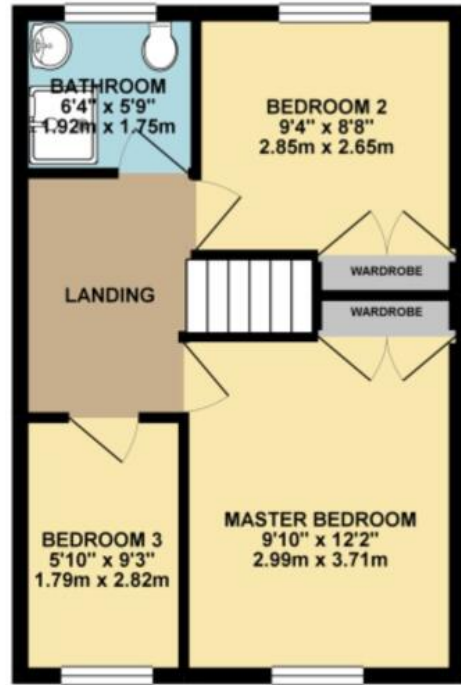 BATHROOM
6'4" x 5'9"
1.92m x 1.75m
BEDROOM 2
9'4" x 8'8"
2.85m x 2.65m
WARDROBE
LANDING
WARDROBE
MASTER BEDROOM
9'10" x 12'2"
2.99m x 3.71m
BEDROOM 3
5'10" x 9'3"
1.79m x 2.82m